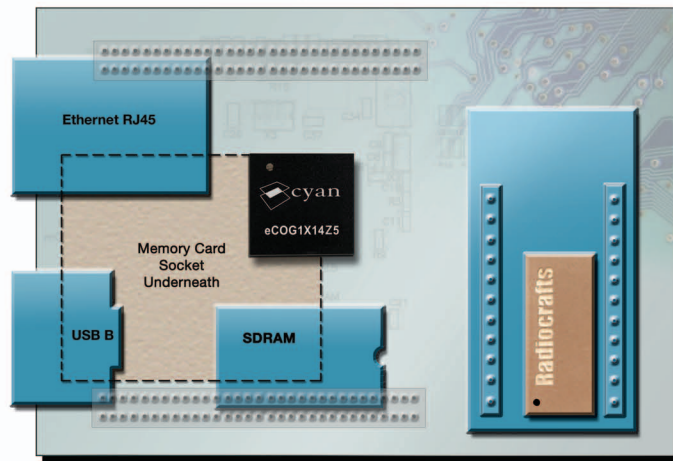 Ethernet RJ45
cyan
eCOG1X14Z5
Memory Card
Socket
Underneath
USB B
SDRAM
Radiocrafts